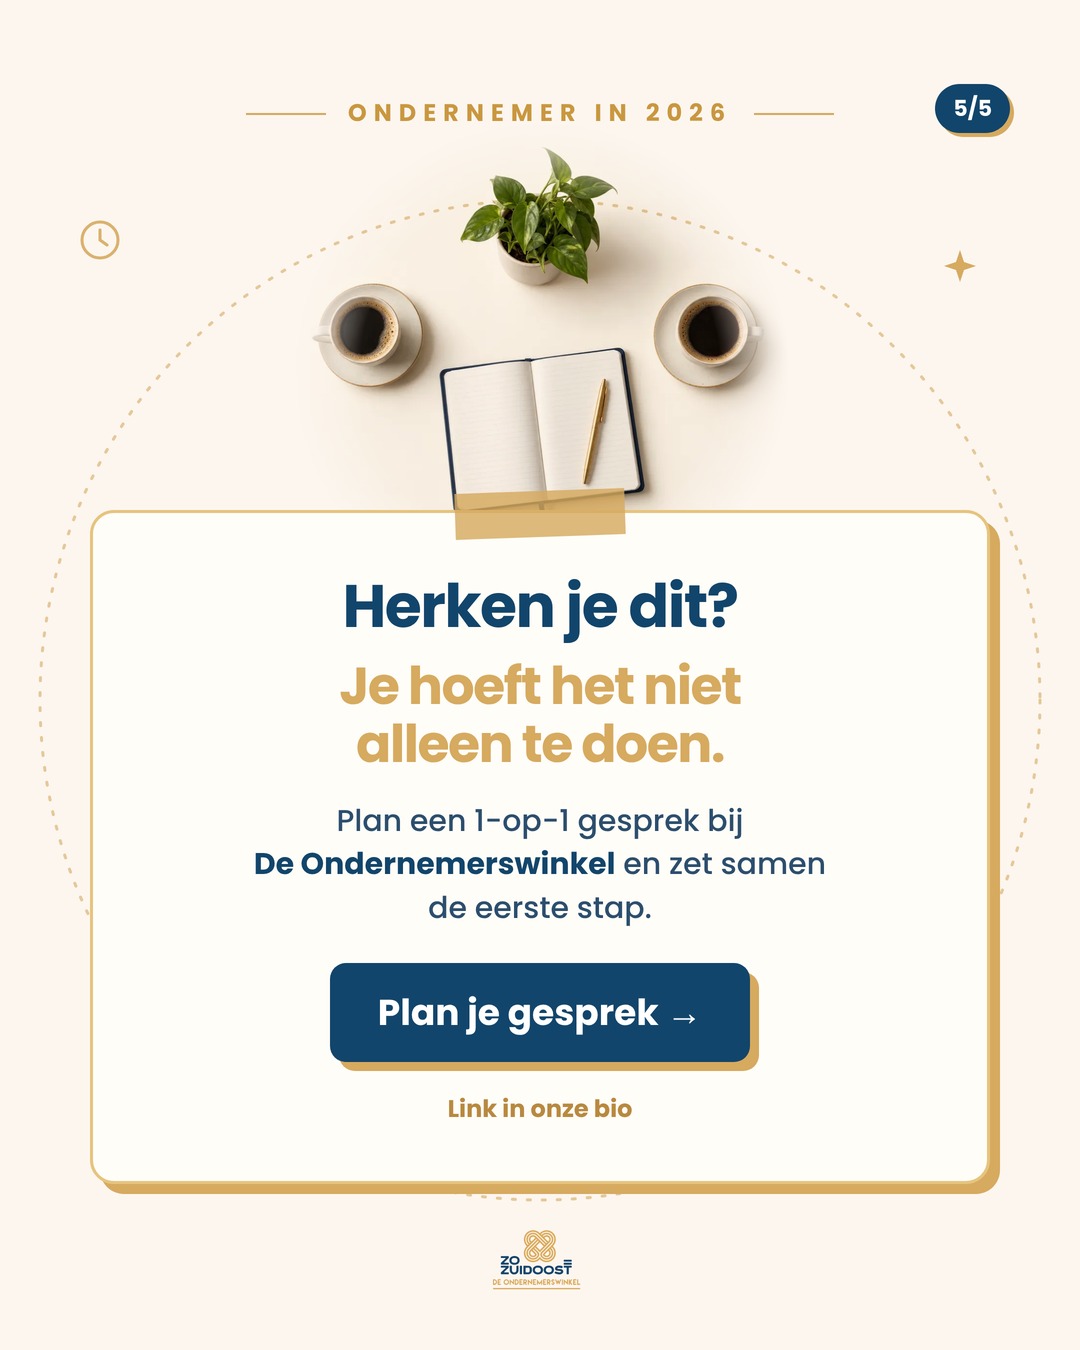 ONDERNEMER IN 2026
5/5
Herken je dit?
Je hoeft het niet
alleen te doen.
Plan een 1-op-1 gesprek bij
De Ondernemerswinkel en zet samen
de eerste stap.
Plan je gesprek →
Link in onze bio
ZO
ZUIDOOST
DE ONDERNEMERSWINKEL